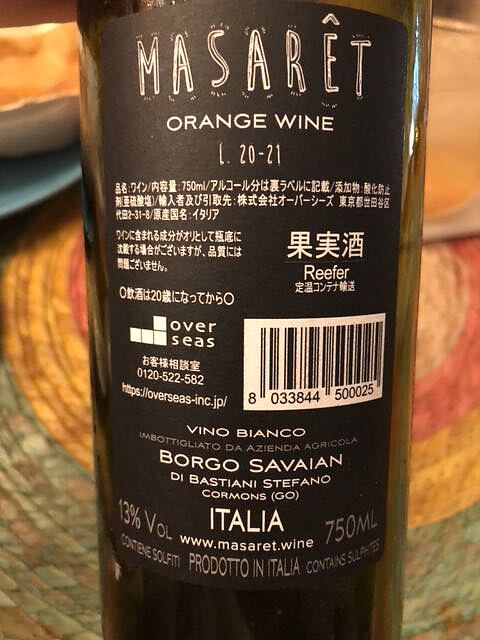 MASARÊT
ORANGE WINE
L. 20-21
品名:ワイン/内容量:750ml/アルコール分は裏ラベルに記載/添加物:酸化防止
剤(亜硫酸塩)/輸入者及び引取先:株式会社オーバーシーズ 東京都世田谷区
代田2-31-8/原産国名:イタリア
ワインに含まれる成分がオリとして瓶底に
沈殿する場合がございますが、品質には
問題ございません。
果実酒
Reefer
定温コンテナ輸送
〇飲酒は20歳になってから〇
over
seas
お客様相談室
0120-522-582
https://overseas-inc.jp/
8 033844 500025
VINO BIANCO
IMBOTTIGLIATO DA AZIENDA AGRICOLA
BORGO SAVAIAN
DI BASTIANI STEFANO
CORMONS (GO)
13% VOL
ITALIA
750ML
www.masaret.wine
CONTIENE SOLFITI
PRODOTTO IN ITALIA
CONTAINS SULPHITES